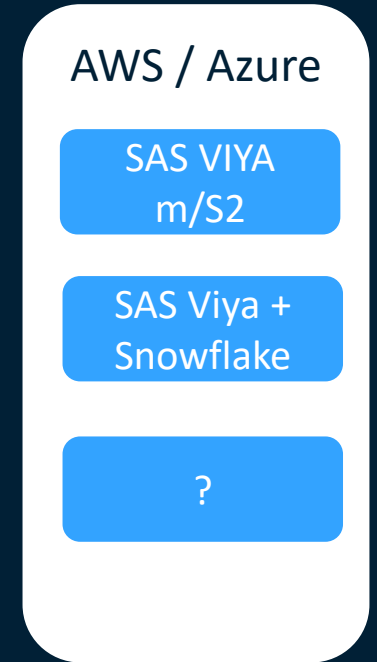 AWS / Azure
SAS VIYA
m/S2
SAS Viya +
Snowflake
?